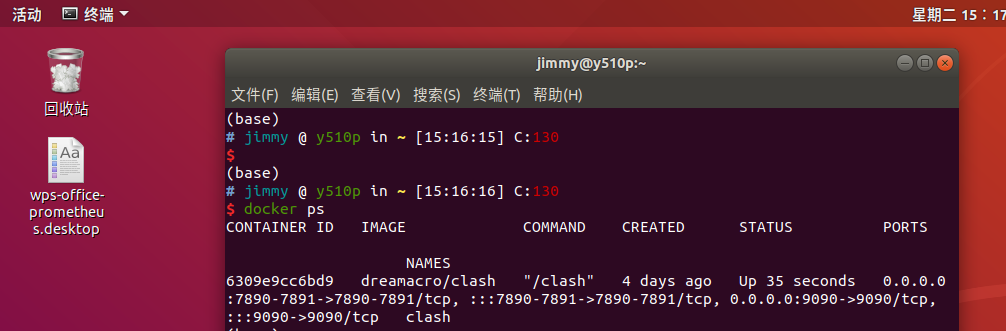 活动 终端 星期二 15：17
回收站
wps-office-
prometheu
s.desktop
jimmy@y510p:~
文件(F) 编辑(E) 查看(V) 搜索(S) 终端(T) 帮助(H)
(base)
# jimmy @ y510p in ~ [15:16:15] C:130
$
(base)
# jimmy @ y510p in ~ [15:16:16] C:130
$ docker ps
CONTAINER ID IMAGE COMMAND CREATED STATUS PORTS
NAMES
6309e9cc6bd9 dreamacro/clash "/clash" 4 days ago Up 35 seconds 0.0.0.0
:7890-7891->7890-7891/tcp, :::7890-7891->7890-7891/tcp, 0.0.0.0:9090->9090/tcp,
:::9090->9090/tcp clash
(base)